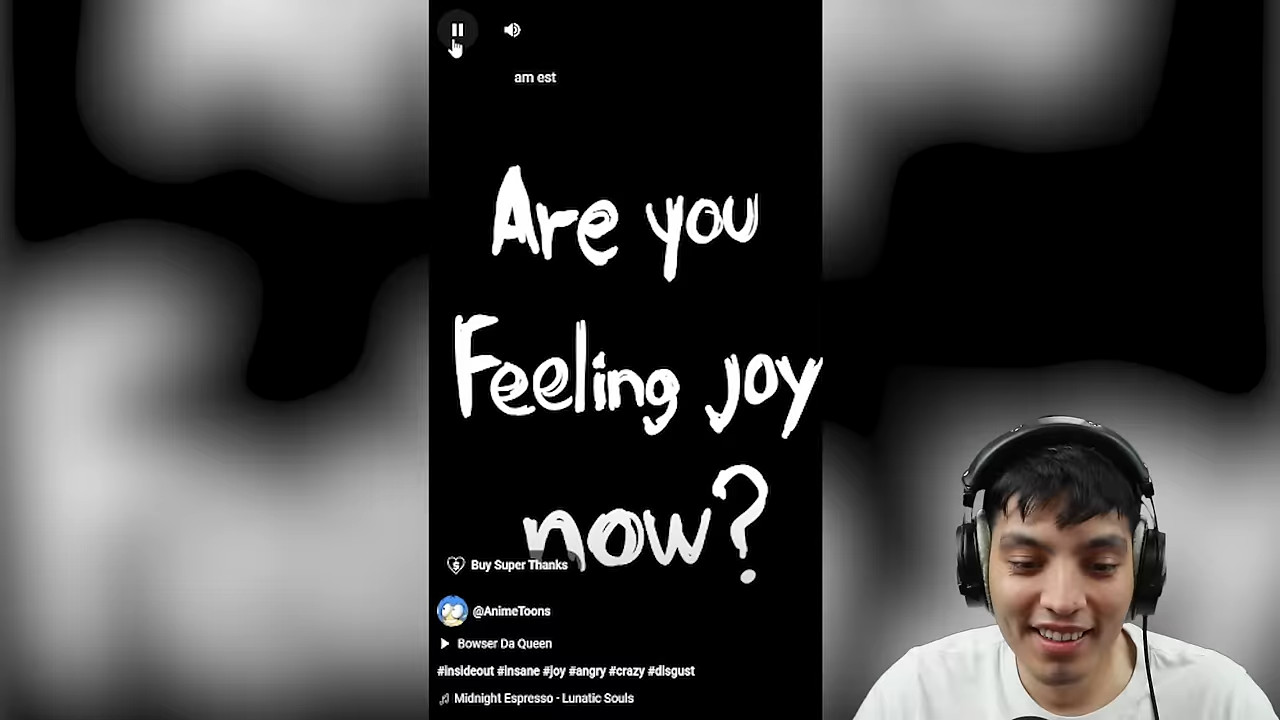 am est
Are you
Feeling joy
now?
Buy Super Thanks
@AnimeToons
Bowser Da Queen
#insideout #insane #joy #angry #crazy #disgust
Midnight Espresso - Lunatic Souls